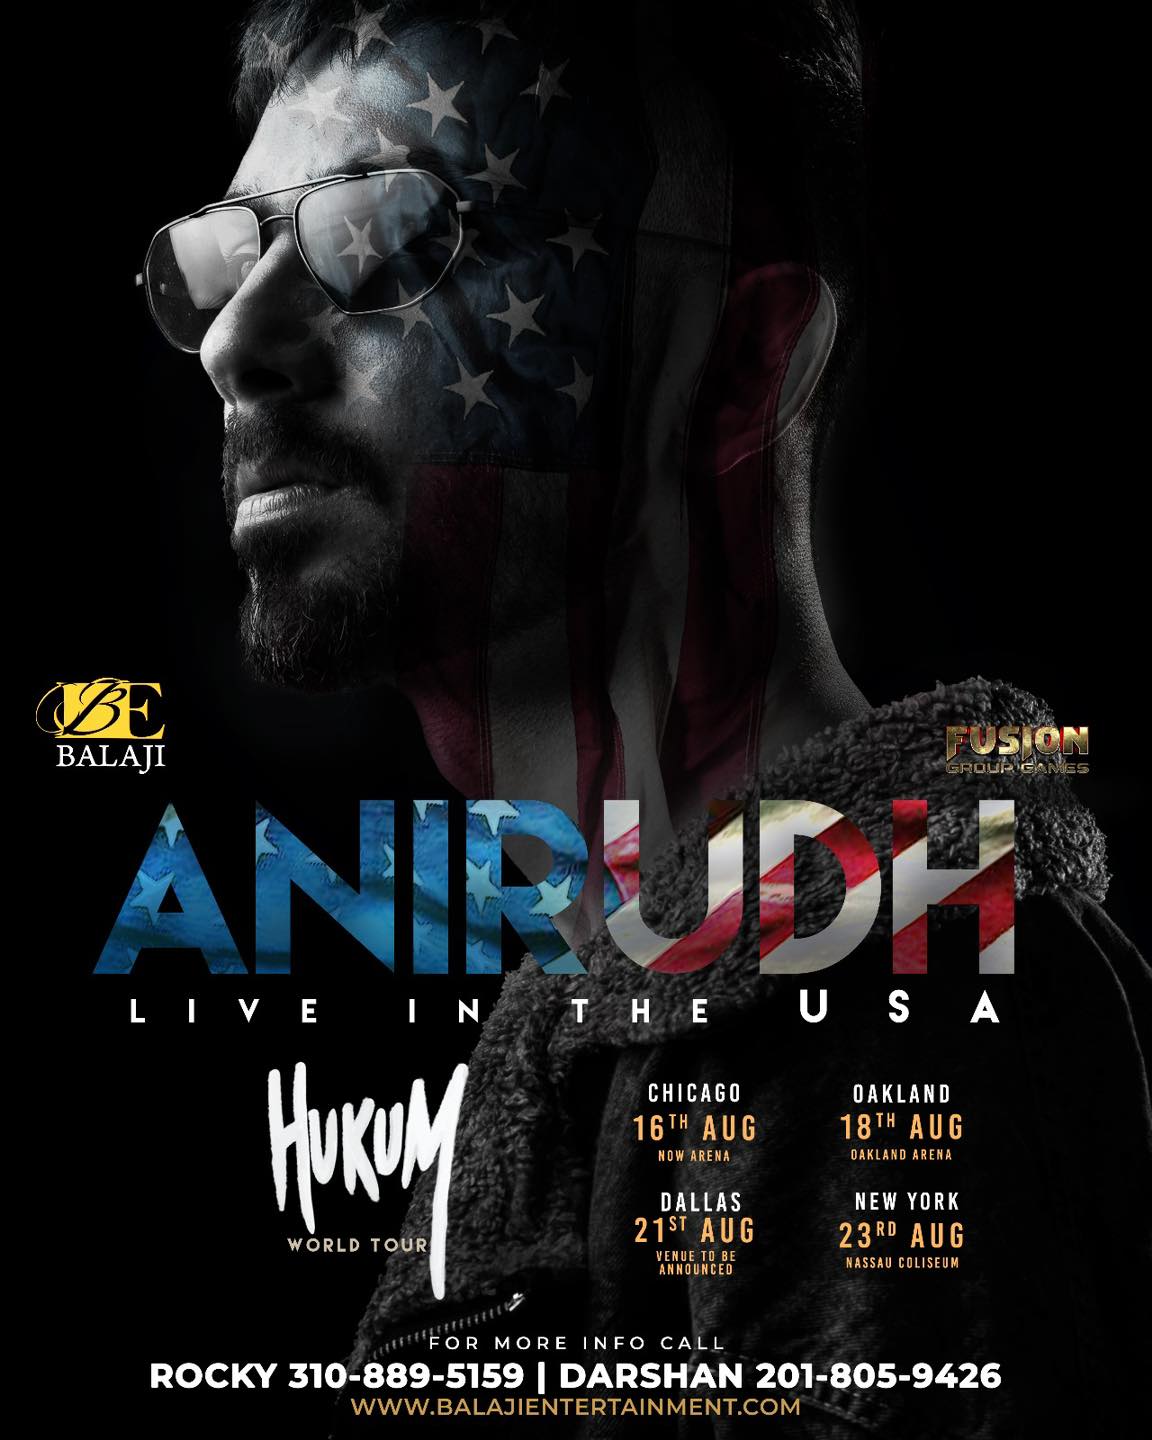 BE
BALAJI
FUSION
GROUP GAMES
ANIRUDH
LIVE IN THE USA
HUKUM
WORLD TOUR
CHICAGO
16TH AUG
NOW ARENA
OAKLAND
18TH AUG
OAKLAND ARENA
DALLAS
21ST AUG
VENUE TO BE
ANNOUNCED
NEW YORK
23RD AUG
NASSAU COLISEUM
FOR MORE INFO CALL
ROCKY 310-889-5159 | DARSHAN 201-805-9426
WWW.BALAJIENTERTAINMENT.COM